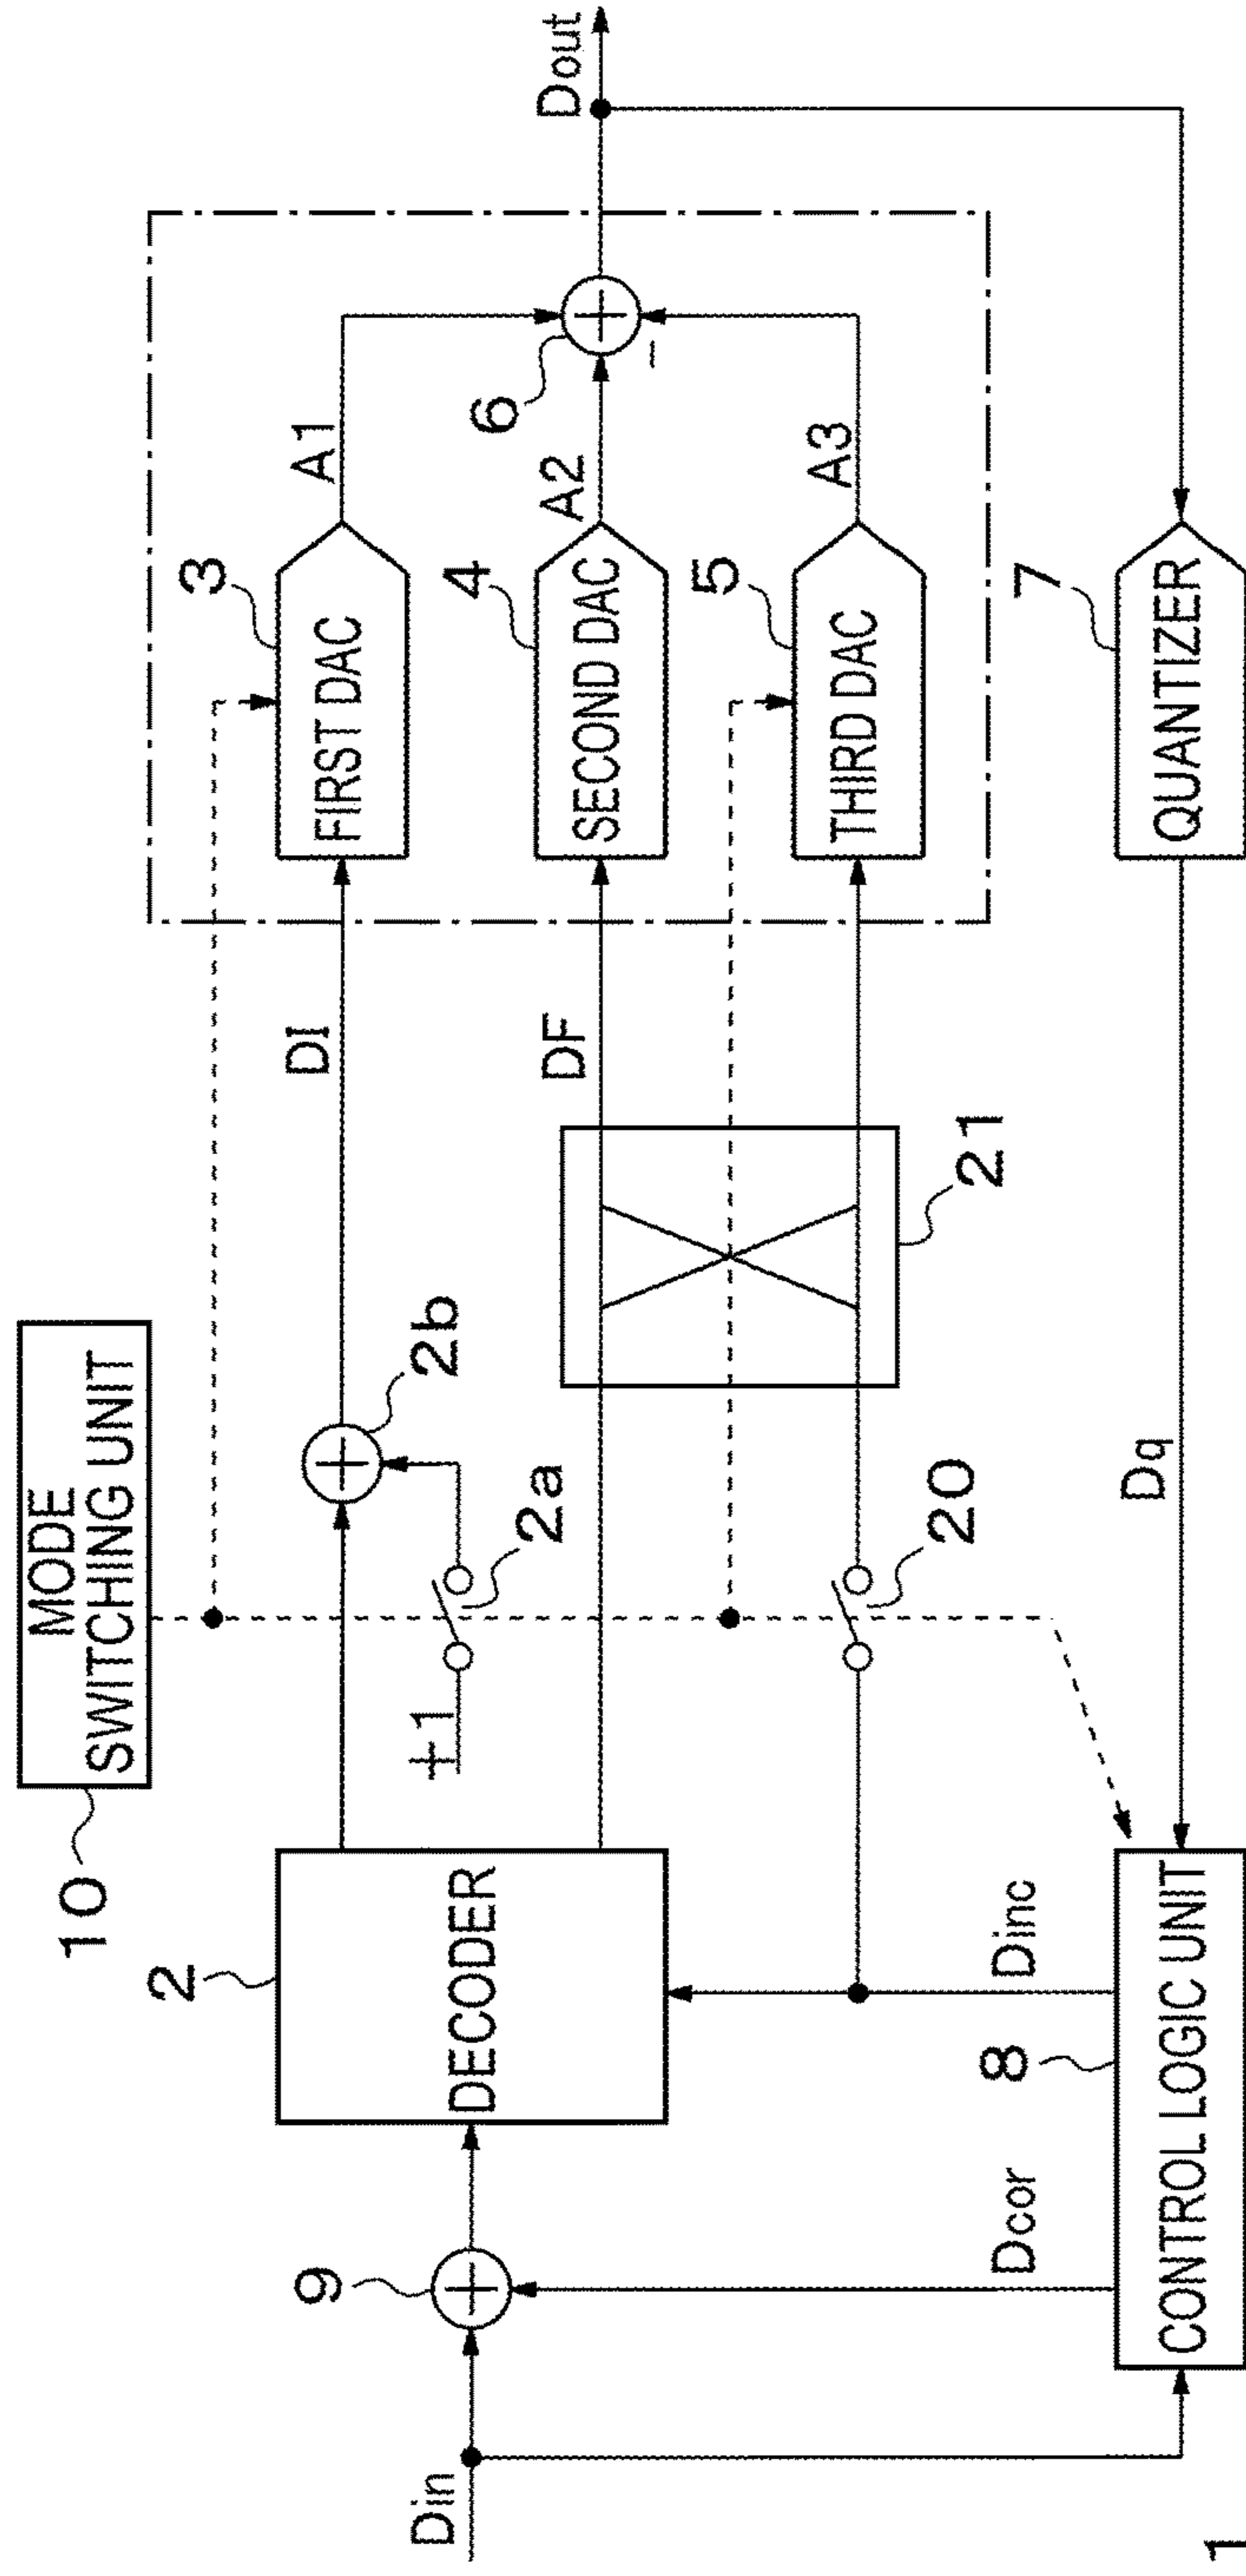 10
MODE
SWITCHING UNIT
2
DECODER
2b
DI
3
FIRST DAC
A1
+1
2a
DF
4
SECOND DAC
A2
6
Dout
9
Din
20
21
5
THIRD DAC
A3
-
Dcor
Dinc
8
CONTROL LOGIC UNIT
Dq
7
QUANTIZER
1